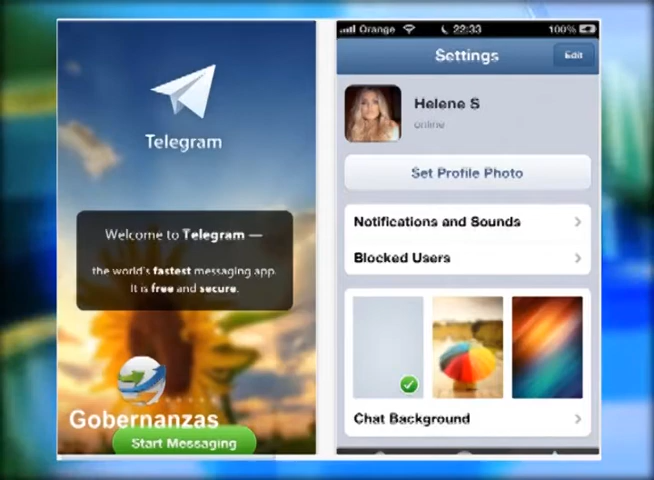 Telegram
Welcome to Telegram —
the world's fastest messaging app.
It is free and secure.
Gobernanzas
Start Messaging
Orange 22:33 100%
Settings
Edit
Helene S
online
Set Profile Photo
Notifications and Sounds
Blocked Users
Chat Background